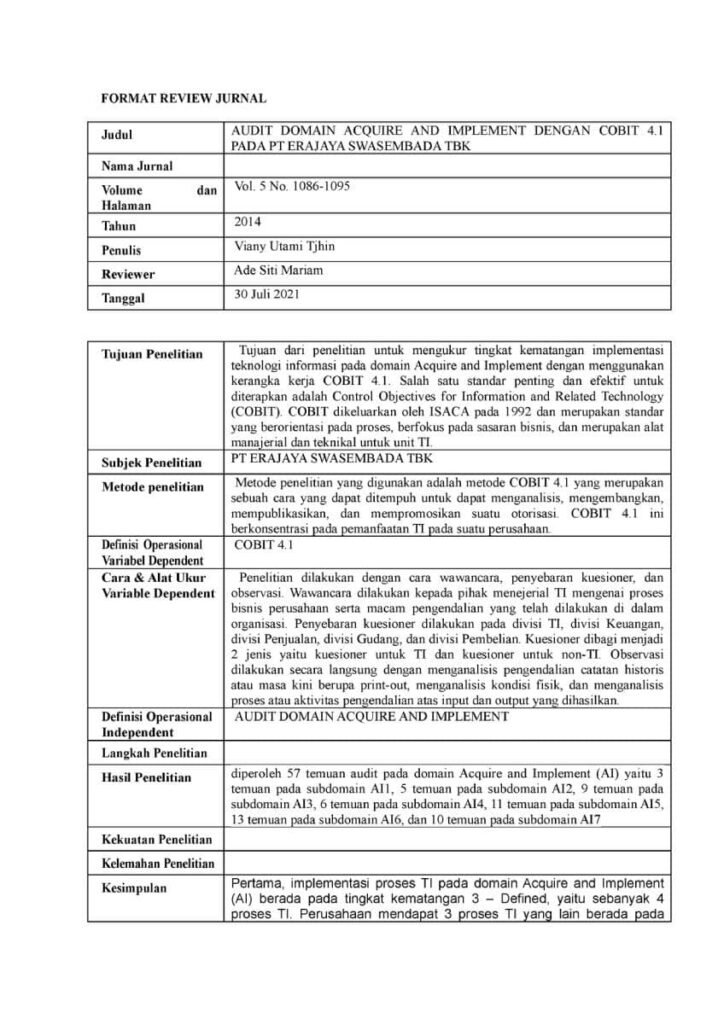 FORMAT REVIEW JURNAL
Judul
AUDIT DOMAIN ACQUIRE AND IMPLEMENT DENGAN COBIT 4.1
PADA PT ERAJAYA SWASEMBADA TBK
Nama Jurnal
Volume dan
Halaman
Vol. 5 No. 1086-1095
Tahun
2014
Penulis
Viany Utami Tjhin
Reviewer
Ade Siti Mariam
Tanggal
30 Juli 2021
Tujuan Penelitian
Tujuan dari penelitian untuk mengukur tingkat kematangan implementasi
teknologi informasi pada domain Acquire and Implement dengan menggunakan
kerangka kerja COBIT 4.1. Salah satu standar penting dan efektif untuk
diterapkan adalah Control Objectives for Information and Related Technology
(COBIT). COBIT dikeluarkan oleh ISACA pada 1992 dan merupakan standar
yang berorientasi pada proses, berfokus pada sasaran bisnis, dan merupakan alat
manajerial dan teknikal untuk unit TI.
Subjek Penelitian
PT ERAJAYA SWASEMBADA TBK
Metode penelitian
Metode penelitian yang digunakan adalah metode COBIT 4.1 yang merupakan
sebuah cara yang dapat ditempuh untuk dapat menganalisis, mengembangkan,
mempublikasikan, dan mempromosikan suatu otorisasi. COBIT 4.1 ini
berkonsentrasi pada pemanfaatan TI pada suatu perusahaan.
Definisi Operasional
Variabel Dependent
COBIT 4.1
Cara & Alat Ukur
Variable Dependent
Penelitian dilakukan dengan cara wawancara, penyebaran kuesioner, dan
observasi. Wawancara dilakukan kepada pihak menejerial TI mengenai proses
bisnis perusahaan serta macam pengendalian yang telah dilakukan di dalam
organisasi. Penyebaran kuesioner dilakukan pada divisi TI, divisi Keuangan,
divisi Penjualan, divisi Gudang, dan divisi Pembelian. Kuesioner dibagi menjadi
2 jenis yaitu kuesioner untuk TI dan kuesioner untuk non-TI. Observasi
dilakukan secara langsung dengan menganalisis pengendalian catatan historis
atau masa kini berupa print-out, menganalisis kondisi fisik, dan menganalisis
proses atau aktivitas pengendalian atas input dan output yang dihasilkan.
Definisi Operasional
Independent
AUDIT DOMAIN ACQUIRE AND IMPLEMENT
Langkah Penelitian
Hasil Penelitian
diperoleh 57 temuan audit pada domain Acquire and Implement (AI) yaitu 3
temuan pada subdomain AI1, 5 temuan pada subdomain AI2, 9 temuan pada
subdomain AI3, 6 temuan pada subdomain AI4, 11 temuan pada subdomain AI5,
13 temuan pada subdomain AI6, dan 10 temuan pada subdomain AI7
Kekuatan Penelitian
Kelemahan Penelitian
Kesimpulan
Pertama, implementasi proses TI pada domain Acquire and Implement
(AI) berada pada tingkat kematangan 3 – Defined, yaitu sebanyak 4
proses TI. Perusahaan mendapat 3 proses TI yang lain berada pada